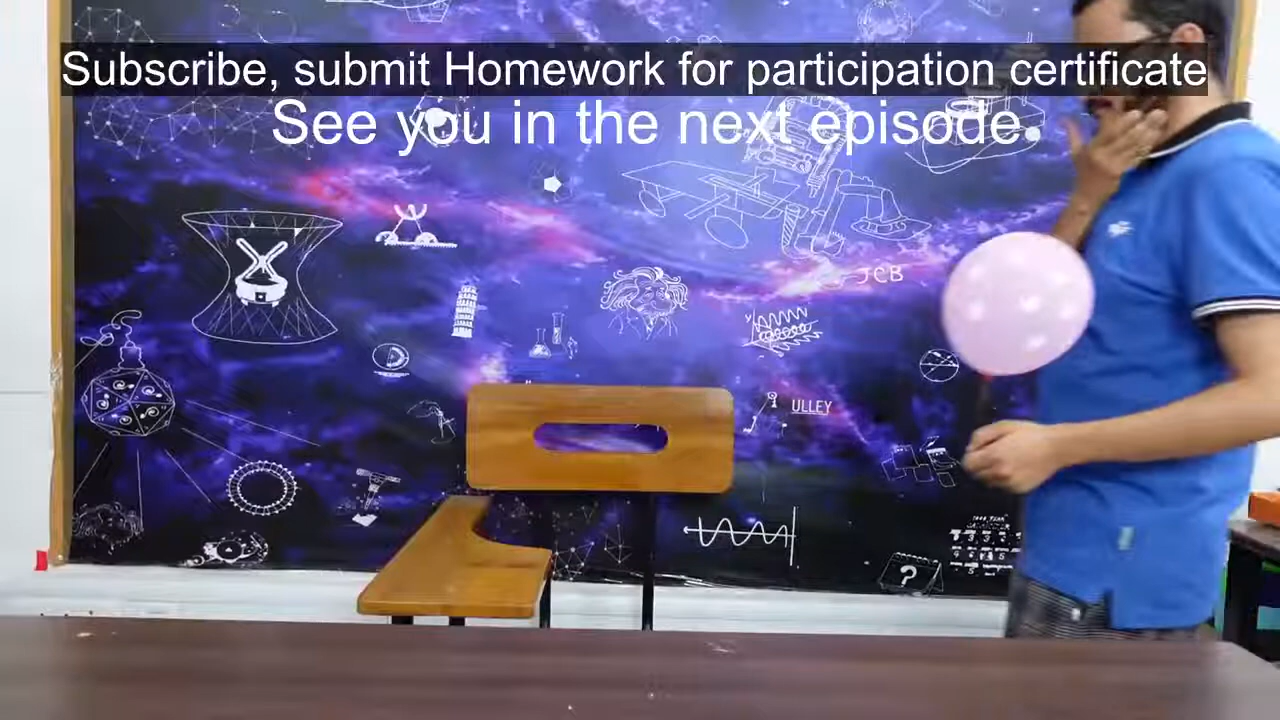 Subscribe, submit Homework for participation certificate
See you in the next episode.
JCB
ULLEY
?